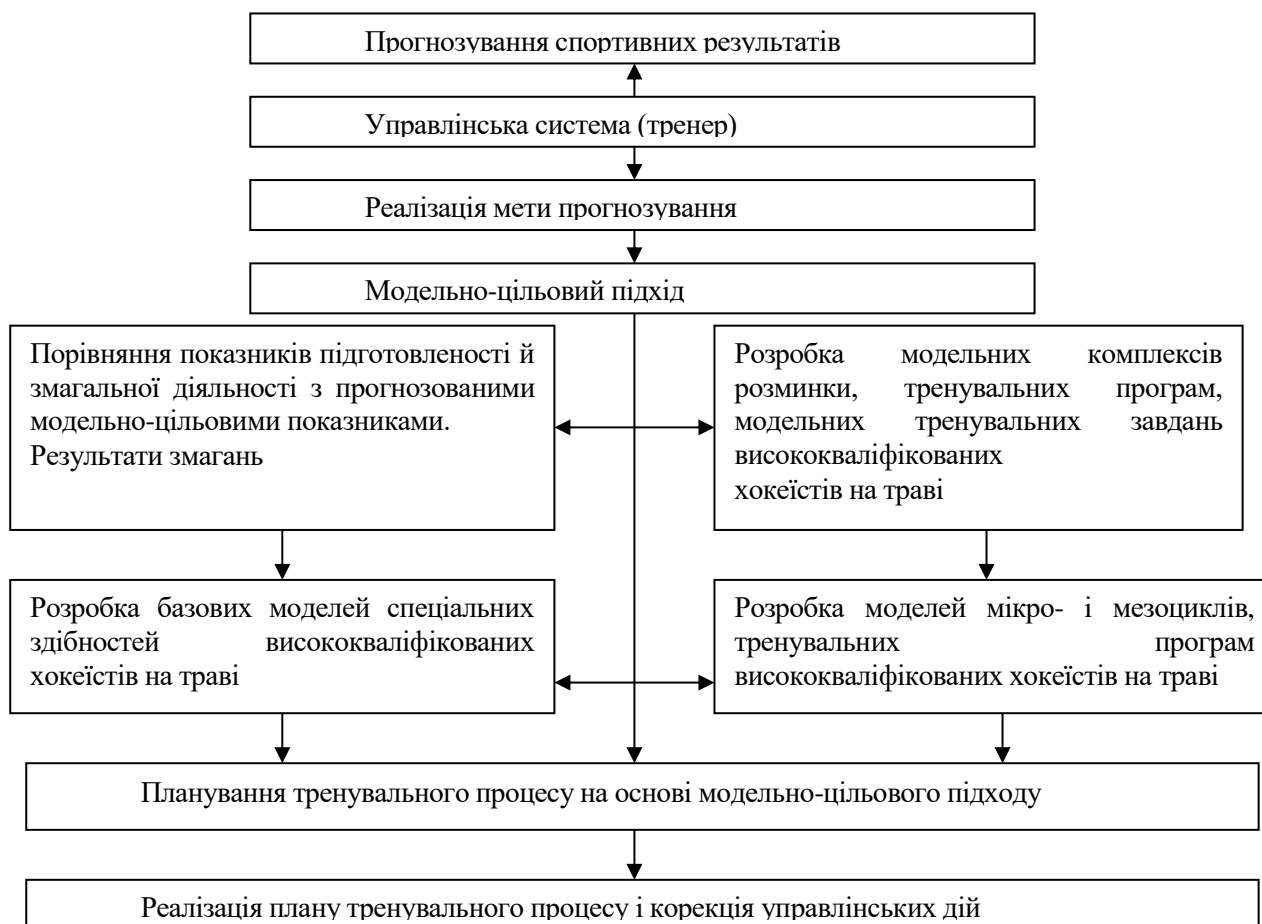 Прогнозування спортивних результатів
Управлінська система (тренер)
Реалізація мети прогнозування
Модельно-цільовий підхід
Порівняння показників підготовленості й
змагальної діяльності з прогнозованими
модельно-цільовими показниками.
Результати змагань
Розробка модельних комплексів
розминки, тренувальних програм,
модельних тренувальних завдань
висококваліфікованих
хокеїстів на траві
Розробка базових моделей спеціальних
здібностей висококваліфікованих
хокеїстів на траві
Розробка моделей мікро- і мезоциклів,
тренувальних програм
висококваліфікованих хокеїстів на траві
Планування тренувального процесу на основі модельно-цільового підходу
Реалізація плану тренувального процесу і корекція управлінських дій